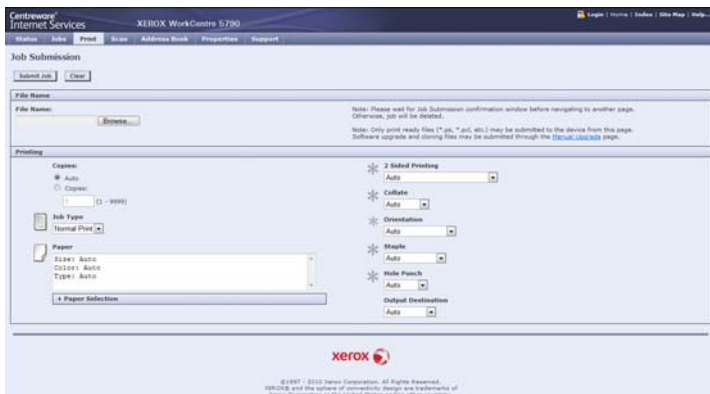 Centreware®
Internet Services
XEROX WorkCentre 5790
Login | Home | Index | Site Map | Help
Status Jobs Print Scan Address Book Properties Support
Job Submission
Submit Job Clear
File Name
File Name:
Browse...
Note: Please wait for Job Submission confirmation window before navigating to another page.
Otherwise, job will be deleted.
Note: Only print ready files (*.ps, *.pcl, etc.) may be submitted to the device from this page.
Software upgrade and cloning files may be submitted through the Manual Upgrade page.
Printing
Copies:
Auto
Copies:
1 (1 - 9999)
Job Type
Normal Print
Paper
Size: Auto
Color: Auto
Type: Auto
Paper Selection
2 Sided Printing
Auto
Collate
Auto
Orientation
Auto
Staple
Auto
Hole Punch
Auto
Output Destination
Auto
xerox
©1997 - 2010 Xerox Corporation. All Rights Reserved.
XEROX® and the sphere of connectivity design are trademarks of